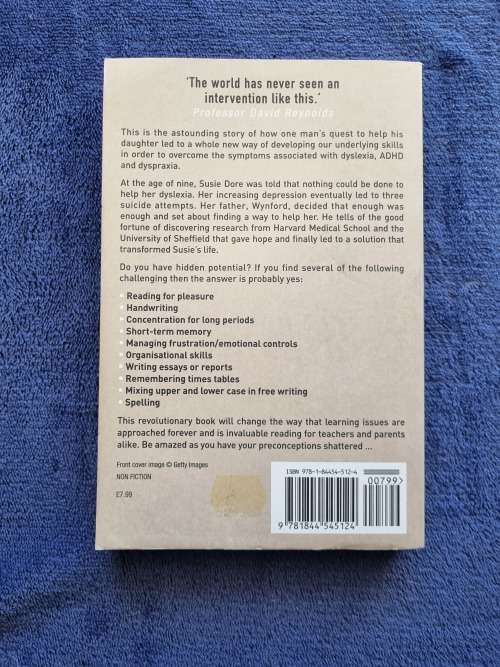 'The world has never seen an
intervention like this.'
Professor David Reynolds
This is the astounding story of how one man's quest to help his
daughter led to a whole new way of developing our underlying skills
in order to overcome the symptoms associated with dyslexia, ADHD
and dyspraxia.
At the age of nine, Susie Dore was told that nothing could be done to
help her dyslexia. Her increasing depression eventually led to three
suicide attempts. Her father, Wynford, decided that enough was
enough and set about finding a way to help her. He tells of the good
fortune of discovering research from Harvard Medical School and the
University of Sheffield that gave hope and finally led to a solution that
transformed Susie's life.
Do you have hidden potential? If you find several of the following
challenging then the answer is probably yes:
• Reading for pleasure
• Handwriting
• Concentration for long periods
• Short-term memory
• Managing frustration/emotional controls
• Organisational skills
• Writing essays or reports
• Remembering times tables
• Mixing upper and lower case in free writing
• Spelling
This revolutionary book will change the way that learning issues are
approached forever and is invaluable reading for teachers and parents
alike. Be amazed as you have your preconceptions shattered ...
Front cover image © Getty Images
NON FICTION
£7.99
ISBN 978-1-84454-512-4
00799>
9 781844 545124